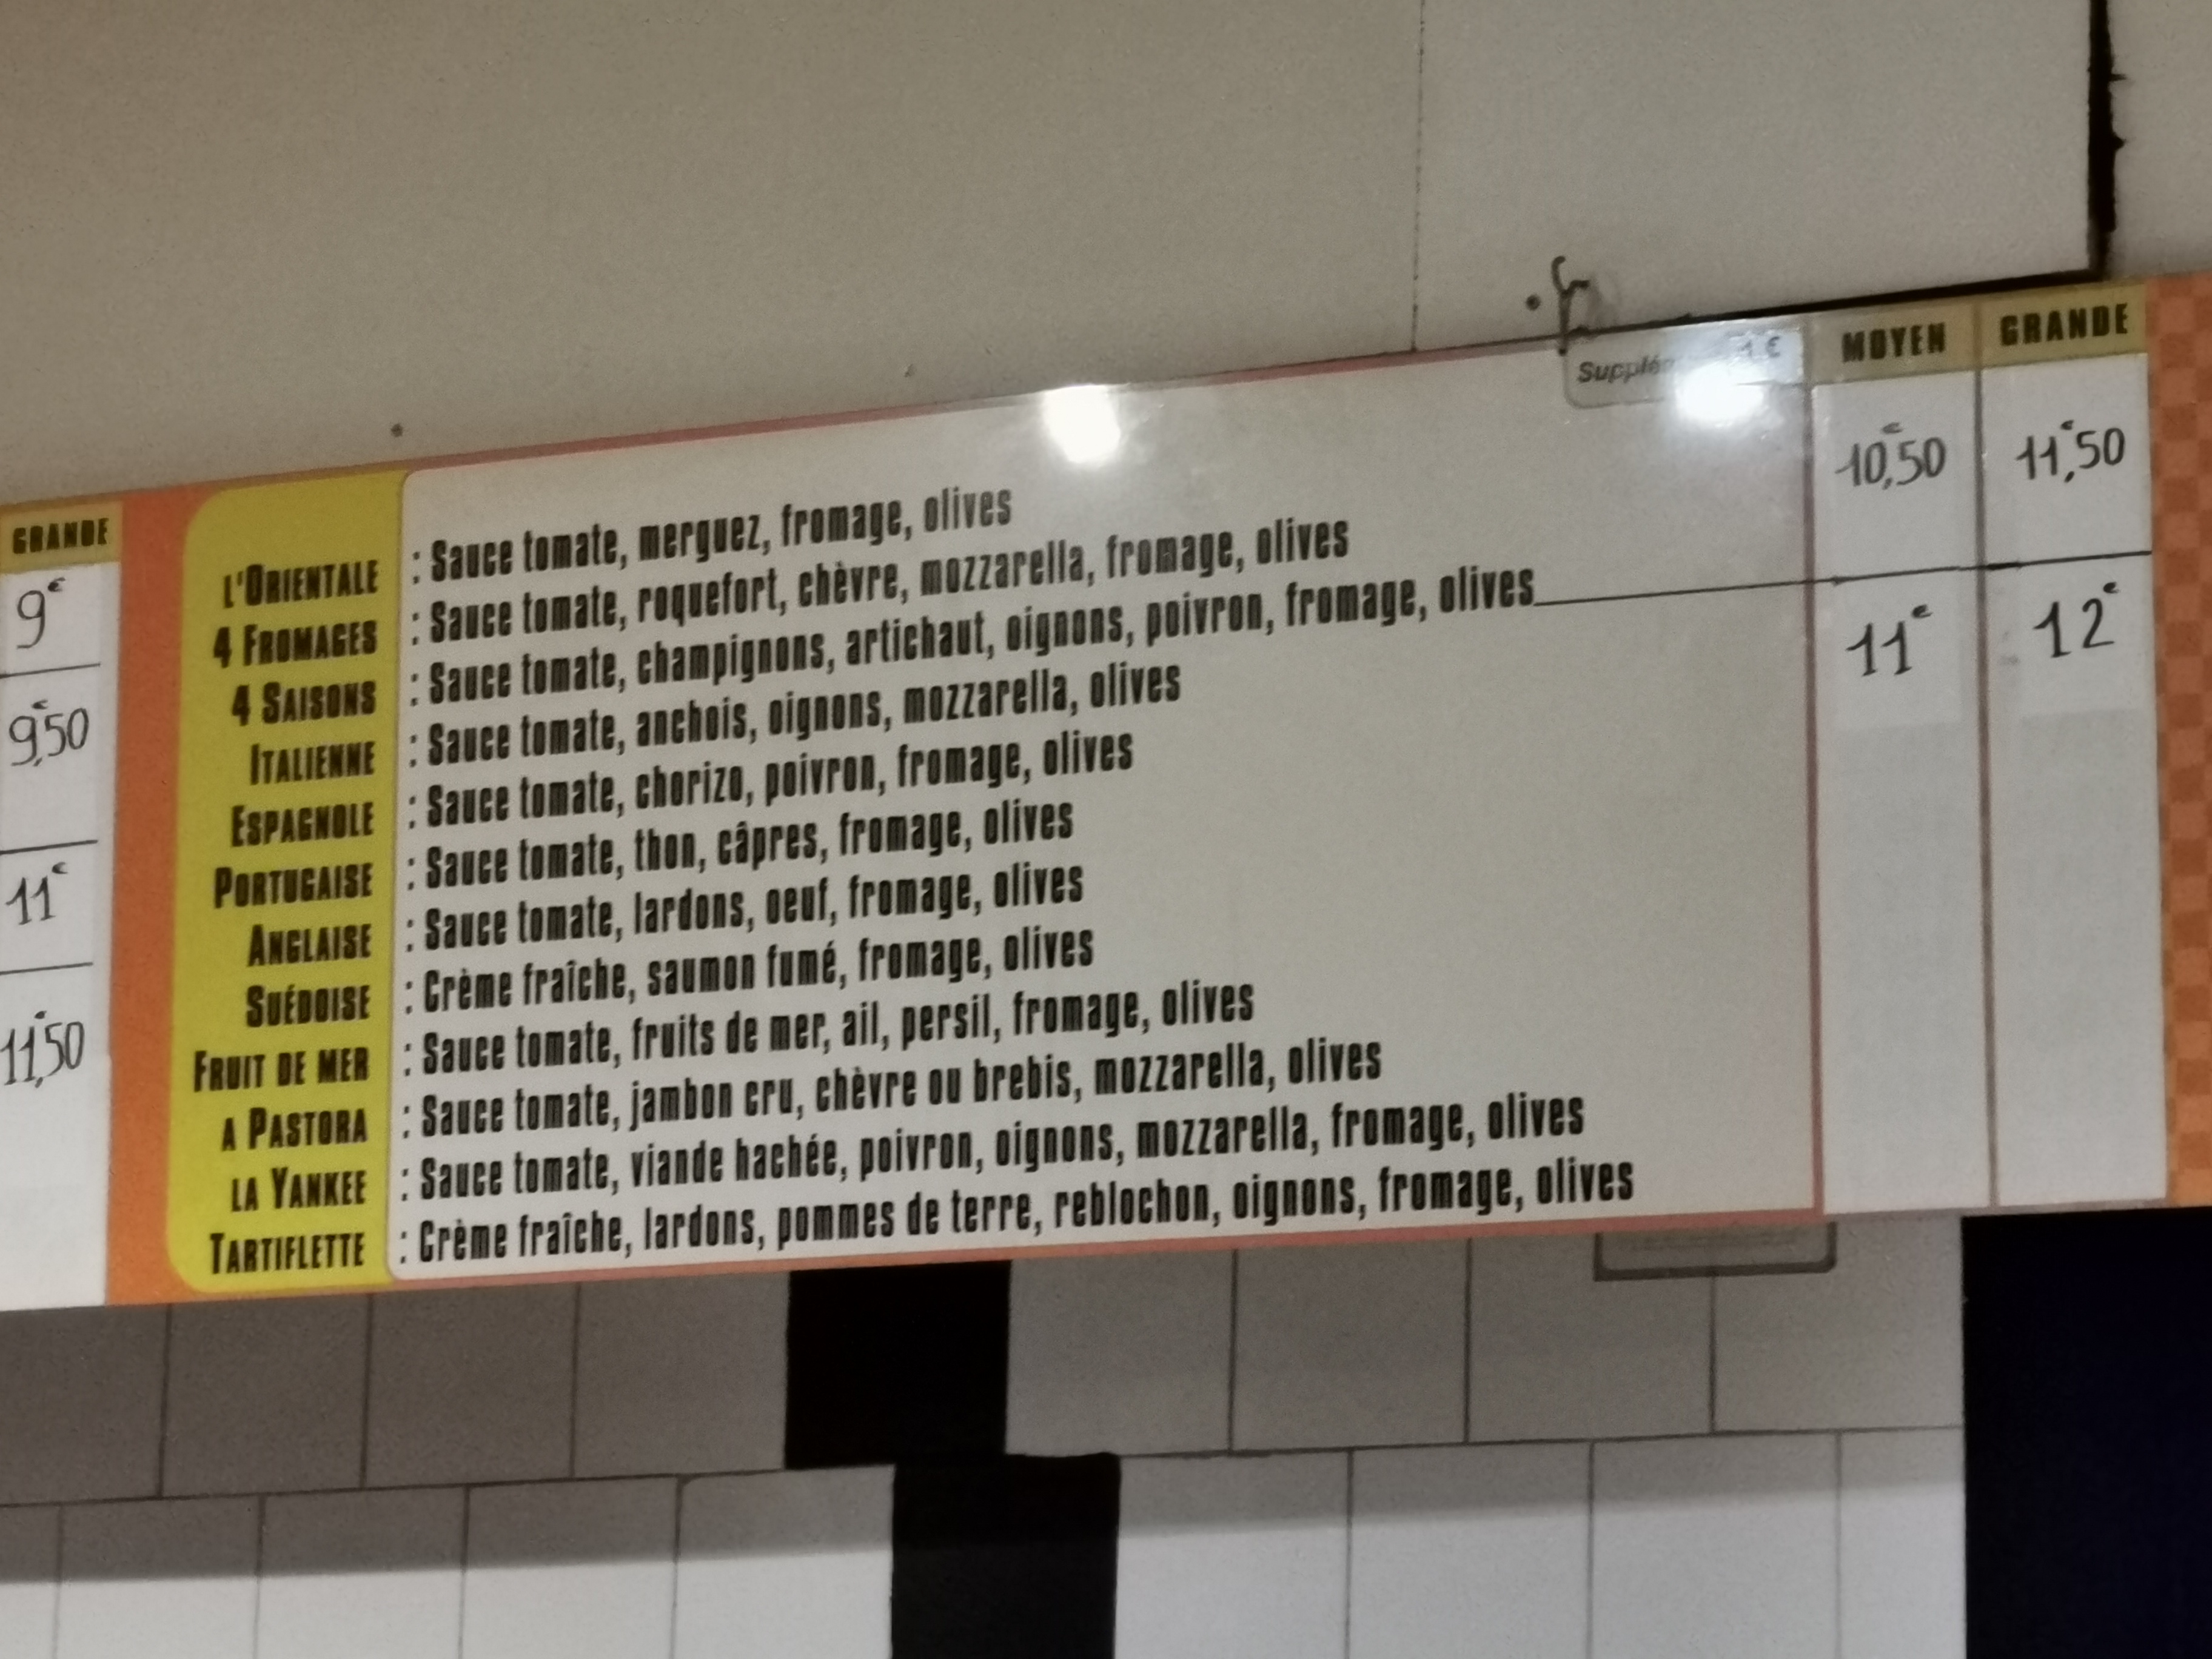 Supplé 1 €
MOYEN GRANDE
10,50€ 11,50€
11€ 12€
GRANDE
9€
9,50€
11€
11,50€
L'ORIENTALE : Sauce tomate, merguez, fromage, olives
4 FROMAGES : Sauce tomate, roquefort, chèvre, mozzarella, fromage, olives
4 SAISONS : Sauce tomate, champignons, artichaut, oignons, poivron, fromage, olives
ITALIENNE : Sauce tomate, anchois, oignons, mozzarella, olives
ESPAGNOLE : Sauce tomate, chorizo, poivron, fromage, olives
PORTUGAISE : Sauce tomate, thon, câpres, fromage, olives
ANGLAISE : Sauce tomate, lardons, oeuf, fromage, olives
SUÉDOISE : Crème fraîche, saumon fumé, fromage, olives
FRUIT DE MER : Sauce tomate, fruits de mer, ail, persil, fromage, olives
A PASTORA : Sauce tomate, jambon cru, chèvre ou brebis, mozzarella, olives
LA YANKEE : Sauce tomate, viande hachée, poivron, oignons, mozzarella, fromage, olives
TARTIFLETTE : Crème fraîche, lardons, pommes de terre, reblochon, oignons, fromage, olives